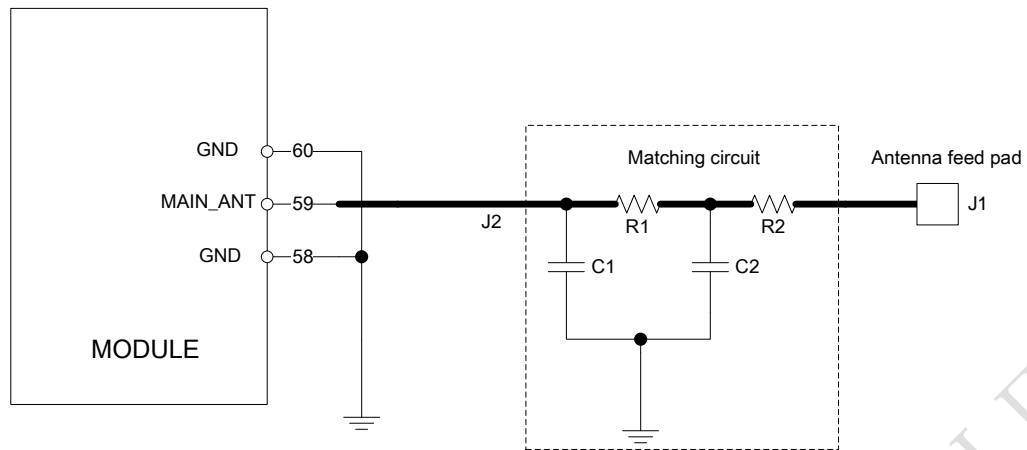 GND
60
MAIN_ANT
59
GND
58
MODULE
J2
Matching circuit
R1
R2
C1
C2
Antenna feed pad
J1